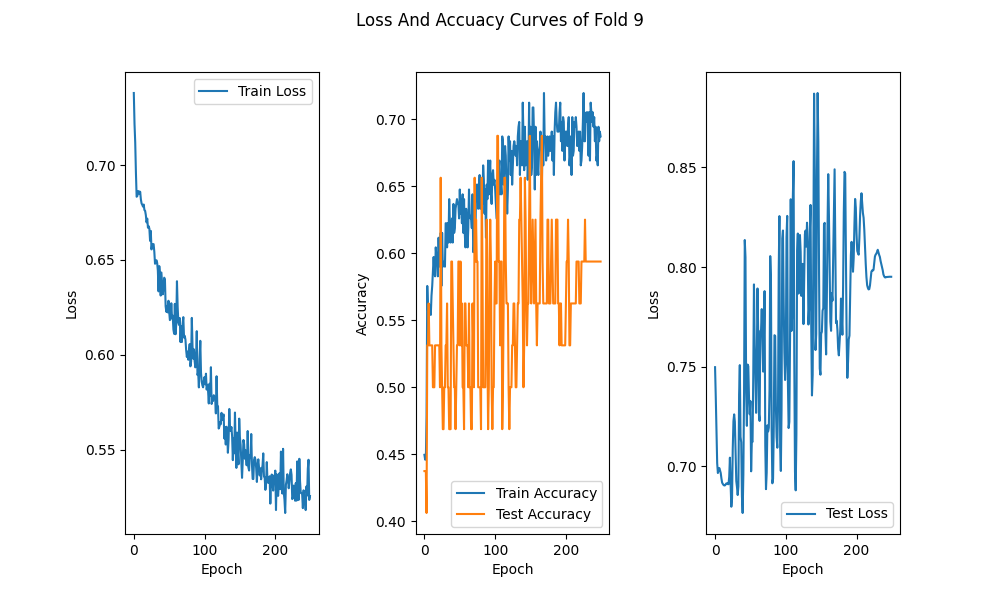 Loss And Accuacy Curves of Fold 9
Train Loss
0.70
0.65
0.60
0.55
Loss
0 100 200
Epoch
0.70
0.65
0.60
0.55
0.50
0.45
0.40
Accuracy
Train Accuracy
Test Accuracy
0 100 200
Epoch
0.85
0.80
0.75
0.70
Loss
Test Loss
0 100 200
Epoch